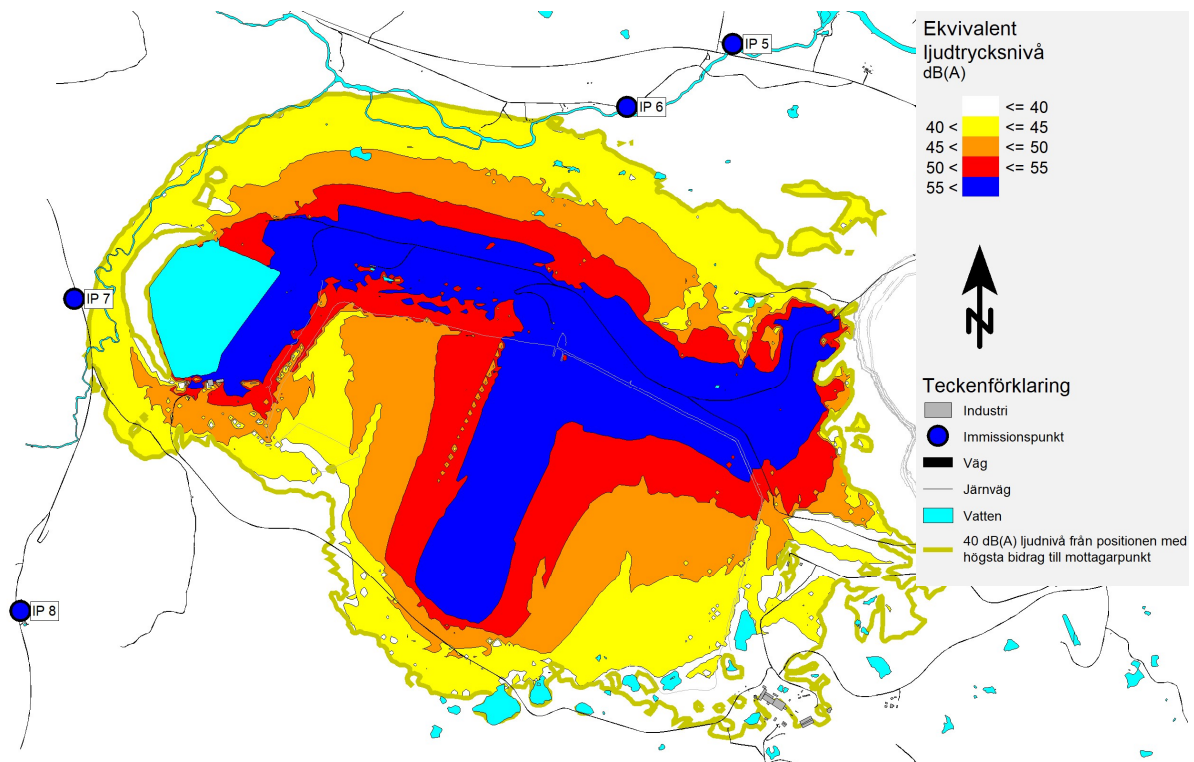 IP 5
IP 6
IP 7
IP 8
Ekvivalent
ljudtrycksnivå
dB(A)
<= 40
40 < <= 45
45 < <= 50
50 < <= 55
55 <
N
Teckenförklaring
Industri
Immissionspunkt
Väg
Järnväg
Vatten
40 dB(A) ljudnivå från positionen med
högsta bidrag till mottagarpunkt